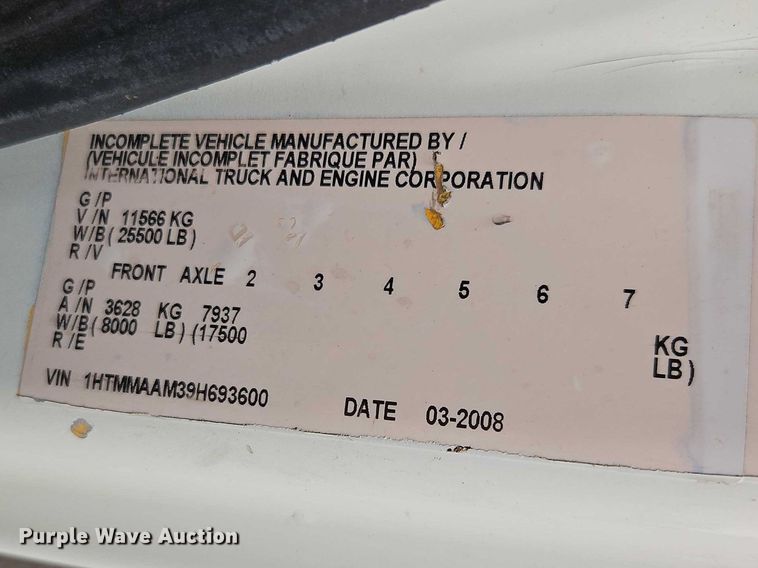 INCOMPLETE VEHICLE MANUFACTURED BY /
(VEHICULE INCOMPLET FABRIQUE PAR)
INTERNATIONAL TRUCK AND ENGINE CORPORATION
G /P
V / N 11566 KG
W/B ( 25500 LB )
R /V
FRONT AXLE 2 3 4 5 6 7
G /P
A / N 3628 KG 7937 KG
W/B ( 8000 LB ) (17500 LB )
R /E
VIN 1HTMMAAM39H693600 DATE 03-2008
Purple Wave Auction